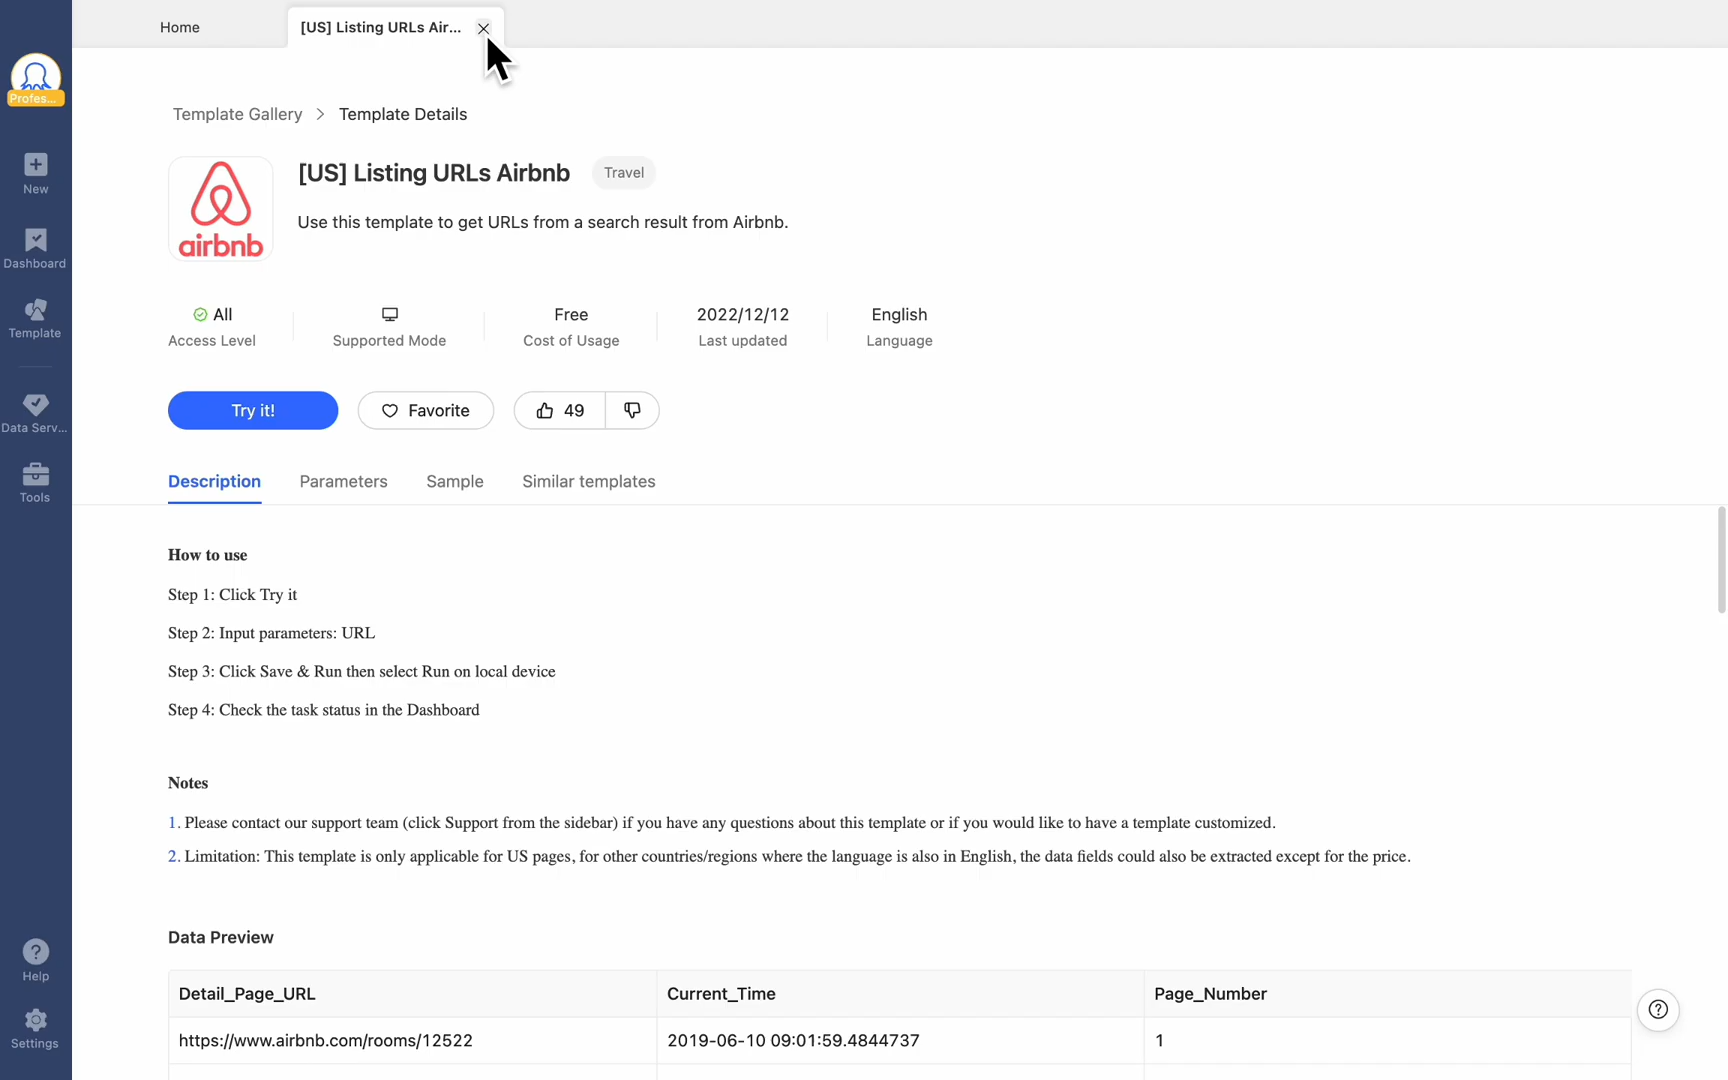 Home
[US] Listing URLs Air...
Profes...
New
Dashboard
Template
Data Serv...
Tools
Help
Settings
Template Gallery > Template Details
airbnb
[US] Listing URLs Airbnb
Travel
Use this template to get URLs from a search result from Airbnb.
All
Access Level
Supported Mode
Free
Cost of Usage
2022/12/12
Last updated
English
Language
Try it!
Favorite
49
Description
Parameters
Sample
Similar templates
How to use
Step 1: Click Try it
Step 2: Input parameters: URL
Step 3: Click Save & Run then select Run on local device
Step 4: Check the task status in the Dashboard
Notes
1. Please contact our support team (click Support from the sidebar) if you have any questions about this template or if you would like to have a template customized.
2. Limitation: This template is only applicable for US pages, for other countries/regions where the language is also in English, the data fields could also be extracted except for the price.
Data Preview
Detail_Page_URL
Current_Time
Page_Number
https://www.airbnb.com/rooms/12522
2019-06-10 09:01:59.4844737
1